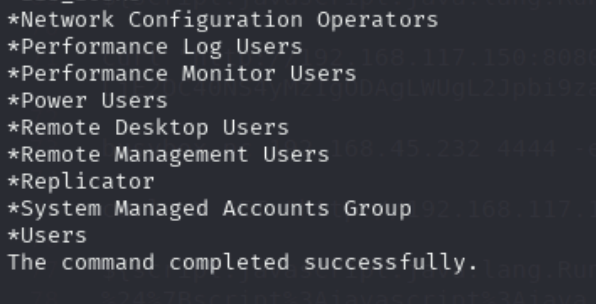 *Network Configuration Operators
*Performance Log Users
*Performance Monitor Users
*Power Users
*Remote Desktop Users
*Remote Management Users
*Replicator
*System Managed Accounts Group
*Users
The command completed successfully.